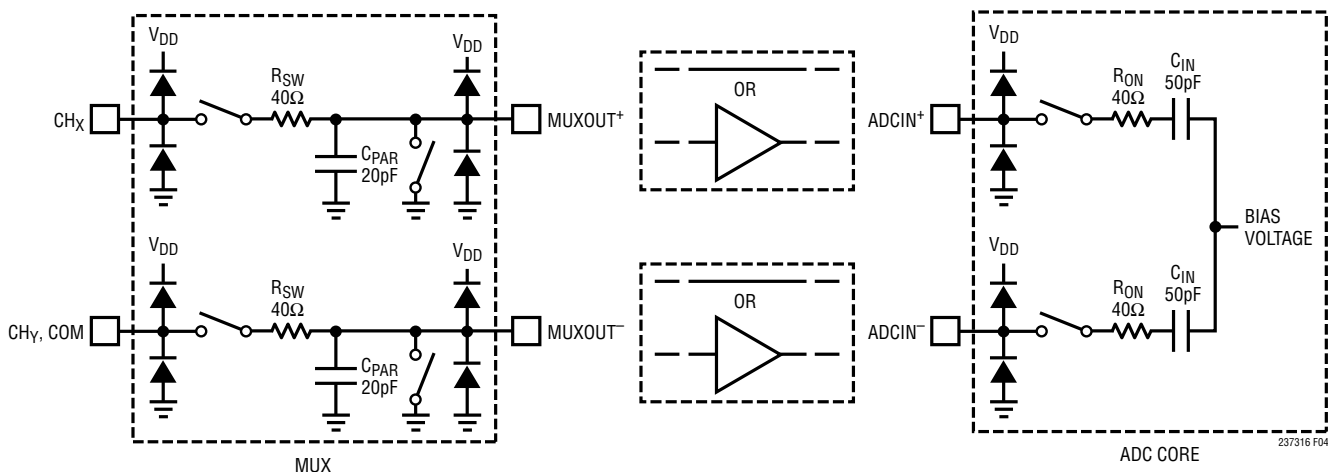 VDD
VDD
RSW
40Ω
CHX
CPAR
20pF
MUXOUT+
VDD
VDD
RSW
40Ω
CHY, COM
CPAR
20pF
MUXOUT–
MUX
OR
OR
ADCIN+
VDD
RON
40Ω
CIN
50pF
BIAS
VOLTAGE
ADCIN–
VDD
RON
40Ω
CIN
50pF
237316 F04
ADC CORE